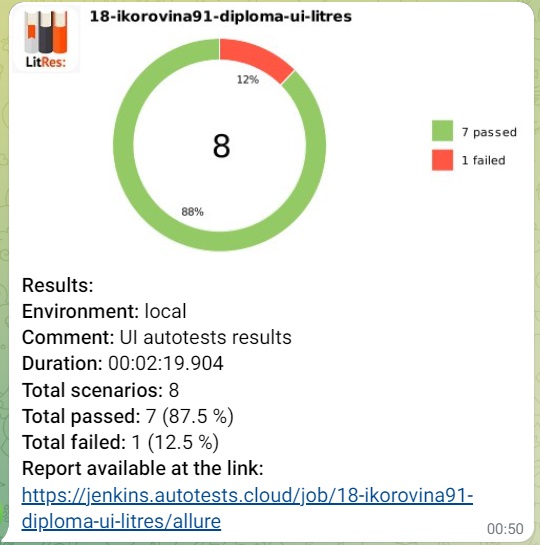 18-ikorovina91-diploma-ui-litres
LitRes:
12%
8
88%
7 passed
1 failed
Results:
Environment: local
Comment: UI autotests results
Duration: 00:02:19.904
Total scenarios: 8
Total passed: 7 (87.5 %)
Total failed: 1 (12.5 %)
Report available at the link:
https://jenkins.autotests.cloud/job/18-ikorovina91-
diploma-ui-litres/allure
00:50